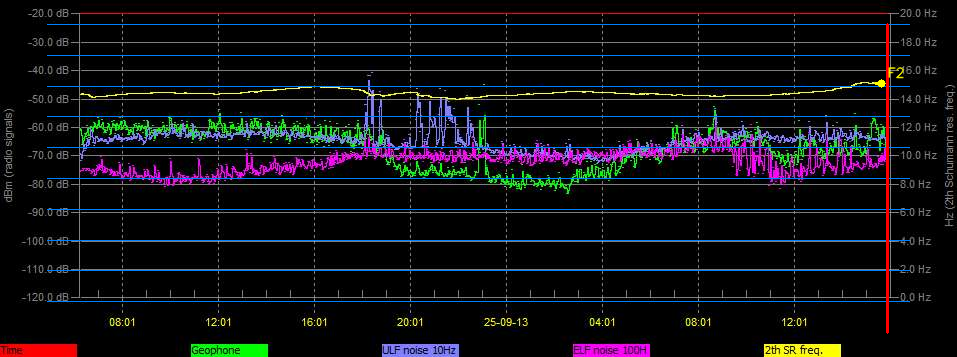 -20.0 dB 20.0 Hz
-30.0 dB 18.0 Hz
-40.0 dB 16.0 Hz
F2
-50.0 dB 14.0 Hz
-60.0 dB 12.0 Hz
-70.0 dB 10.0 Hz
-80.0 dB 8.0 Hz
-90.0 dB 6.0 Hz
-100.0 dB 4.0 Hz
-110.0 dB 2.0 Hz
-120.0 dB 0.0 Hz
dBm (radio signals)
Hz (2th Schumann res. freq.)
08:01 12:01 16:01 20:01 25-09-13 04:01 08:01 12:01
Time Geophone ULF noise 10Hz ELF noise 100H 2th SR freq.